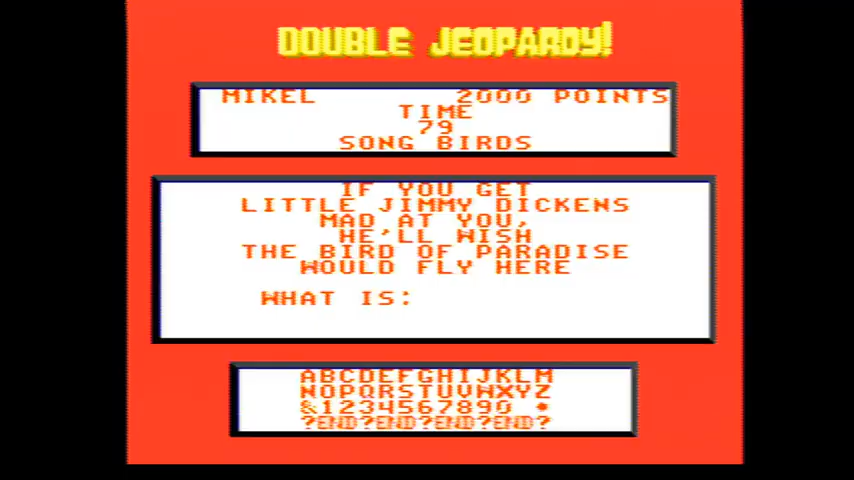 DOUBLE JEOPARDY!
MIKEL 2000 POINTS
TIME
79
SONG BIRDS
IF YOU GET
LITTLE JIMMY DICKENS
MAD AT YOU,
HE'LL WISH
THE BIRD OF PARADISE
WOULD FLY HERE
WHAT IS:
ABCDEFGHIJKLM
NOPQRSTUVWXYZ
&1234567890 *
?END?END?END?END?